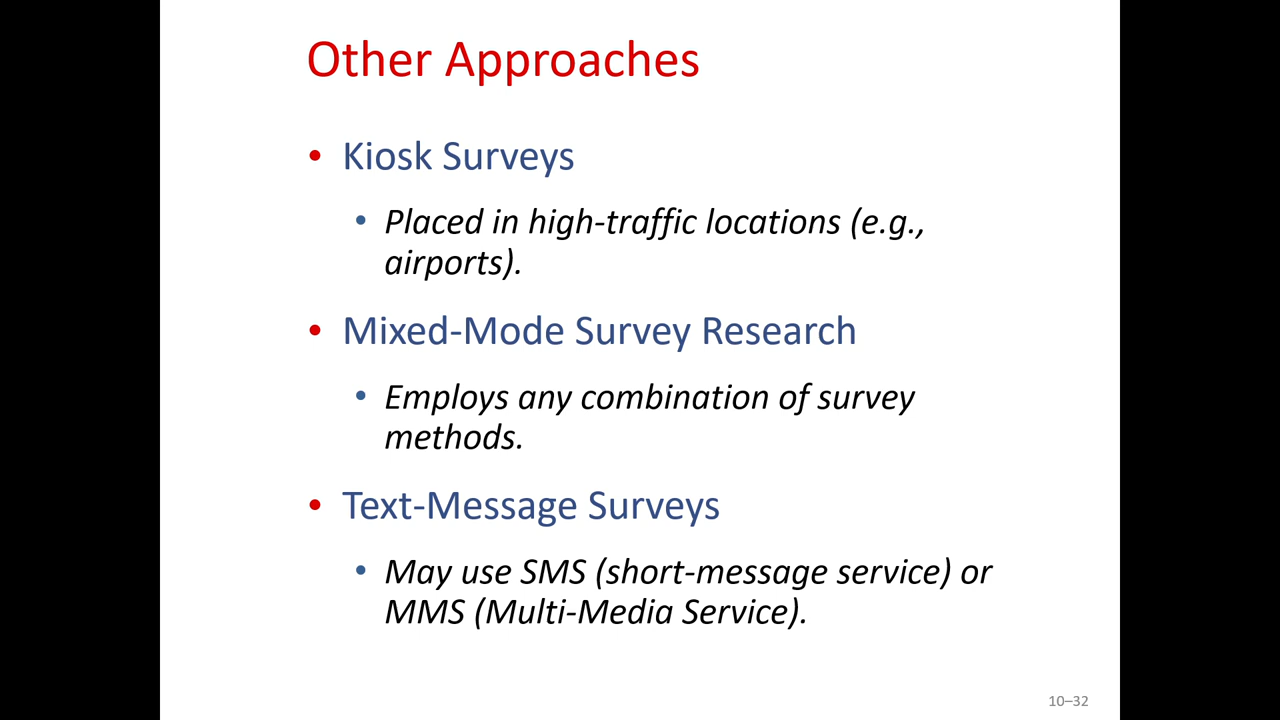 Other Approaches
• Kiosk Surveys
• Placed in high-traffic locations (e.g.,
airports).
• Mixed-Mode Survey Research
• Employs any combination of survey
methods.
• Text-Message Surveys
• May use SMS (short-message service) or
MMS (Multi-Media Service).
10–32